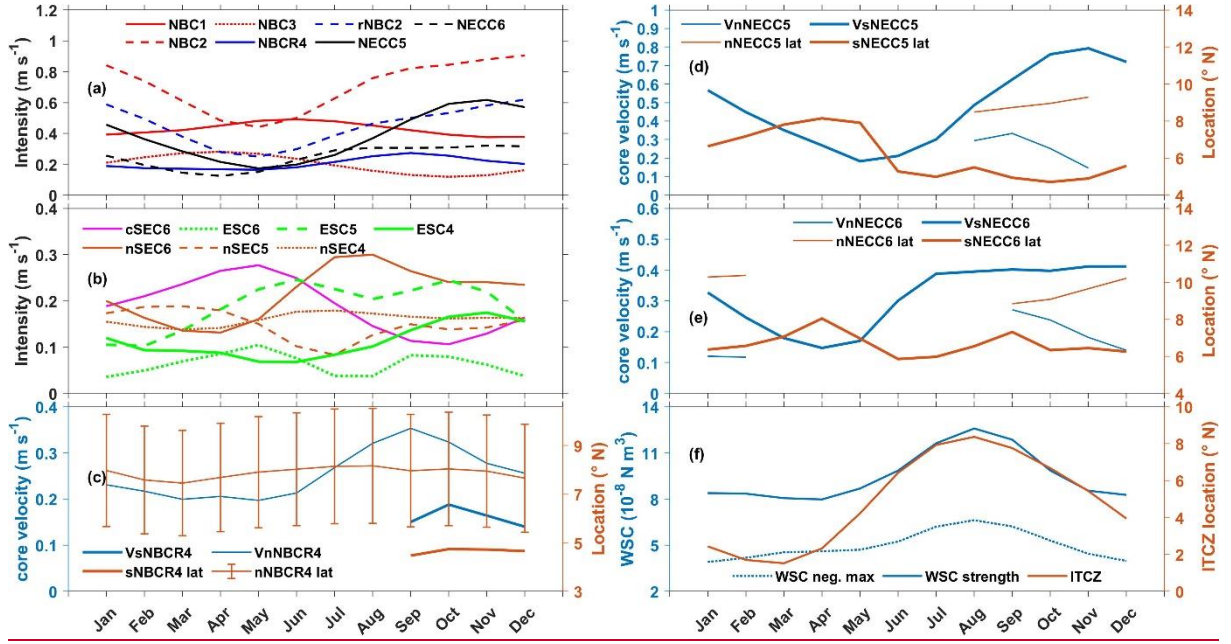 NBC1 NBC3 rNBC2 NECC6
NBC2 NBCR4 NECC5
1.2
1
0.8
0.6
0.4
0.2
0
Intensity (m s⁻¹)
(a)
cSEC6 ESC6 ESC5 ESC4
nSEC6 nSEC5 nSEC4
0.4
0.3
0.2
0.1
0
Intensity (m s⁻¹)
(b)
0.4
0.3
0.2
0.1
0
core velocity (m s⁻¹)
9
7
5
3
Location (° N)
(c)
VsNBCR4 VnNBCR4
sNBCR4 lat nNBCR4 lat
Jan Feb Mar Apr May Jun Jul Aug Sep Oct Nov Dec
VnNECC5 VsNECC5
nNECC5 lat sNECC5 lat
1
0.9
0.8
0.7
0.6
0.5
0.4
0.3
0.2
0.1
0
core velocity (m s⁻¹)
14
12
10
8
6
4
Location (° N)
(d)
VnNECC6 VsNECC6
nNECC6 lat sNECC6 lat
0.6
0.5
0.4
0.3
0.2
0.1
0
core velocity (m s⁻¹)
14
12
10
8
6
4
Location (° N)
(e)
14
11
8
5
2
WSC (10⁻⁸ N m³)
10
8
6
4
2
0
ITCZ location (° N)
(f)
WSC neg. max WSC strength ITCZ
Jan Feb Mar Apr May Jun Jul Aug Sep Oct Nov Dec